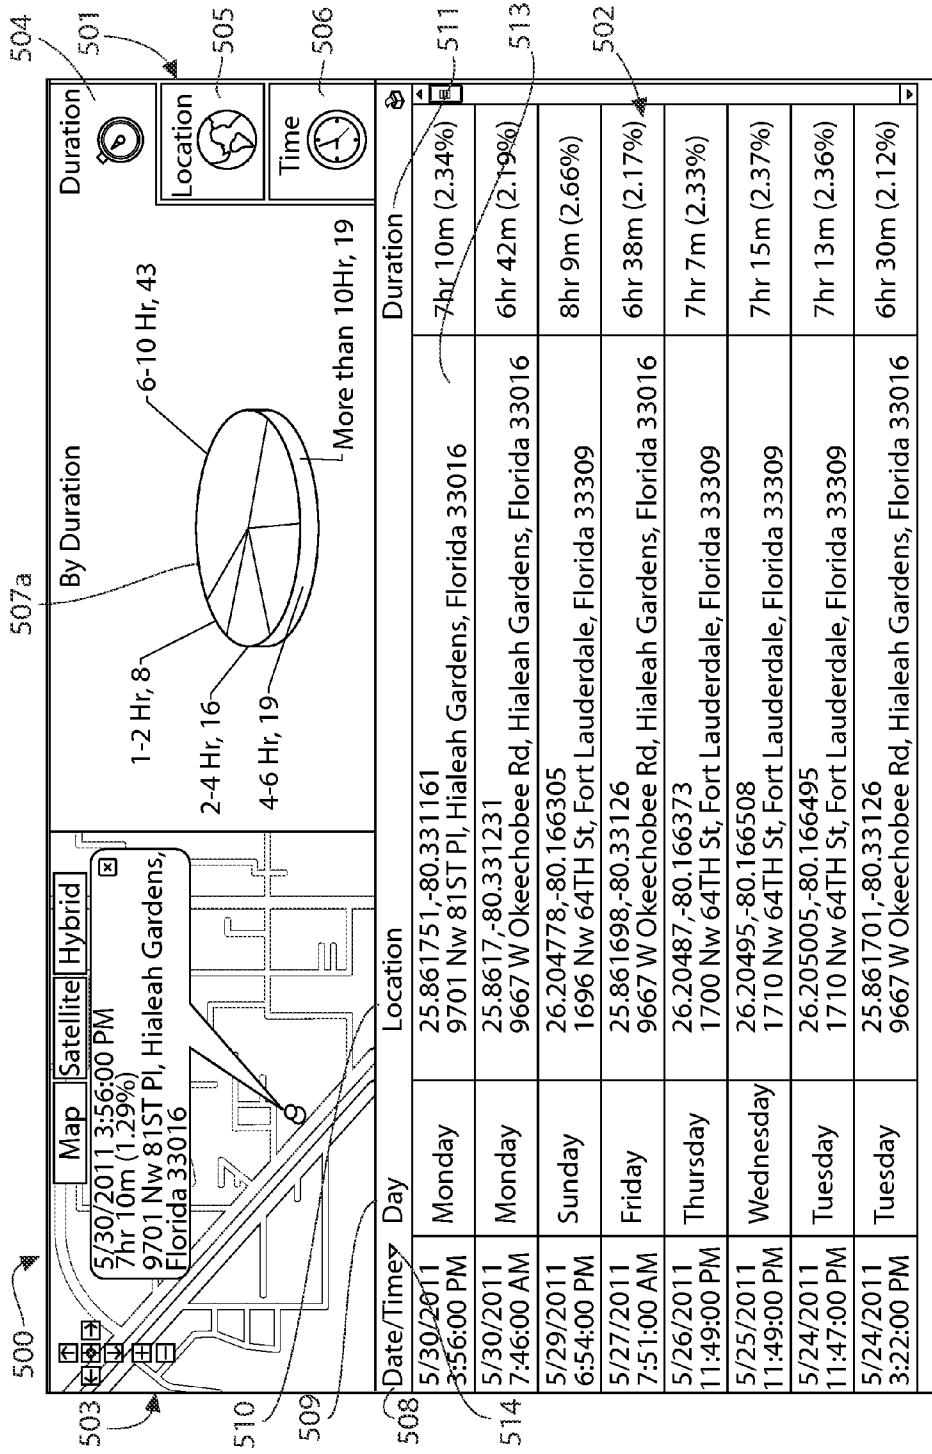 500
507a
504
501
505
506
511
513
502
503
510
509
508
514
Map
Satellite
Hybrid
5/30/2011 3:56:00 PM
7hr 10m (1.29%)
9701 Nw 81ST Pl, Hialeah Gardens,
Florida 33016
By Duration
1-2 Hr, 8
2-4 Hr, 16
4-6 Hr, 19
6-10 Hr, 43
More than 10Hr, 19
Duration
Location
Time
Date/Time Day Location Duration
5/30/2011
3:56:00 PM
Monday
25.861751,-80.331161
9701 Nw 81ST Pl, Hialeah Gardens, Florida 33016
7hr 10m (2.34%)
5/30/2011
7:46:00 AM
Monday
25.8617,-80.331231
9667 W Okeechobee Rd, Hialeah Gardens, Florida 33016
6hr 42m (2.19%)
5/29/2011
6:54:00 PM
Sunday
26.204778,-80.166305
1696 Nw 64TH St, Fort Lauderdale, Florida 33309
8hr 9m (2.66%)
5/27/2011
7:51:00 AM
Friday
25.861698,-80.33126
9667 W Okeechobee Rd, Hialeah Gardens, Florida 33016
6hr 38m (2.17%)
5/26/2011
11:49:00 PM
Thursday
26.20487,-80.166373
1700 Nw 64TH St, Fort Lauderdale, Florida 33309
7hr 7m (2.33%)
5/25/2011
11:49:00 PM
Wednesday
26.20495,-80.166508
1710 Nw 64TH St, Fort Lauderdale, Florida 33309
7hr 15m (2.37%)
5/24/2011
11:47:00 PM
Tuesday
26.205005,-80.166495
1710 Nw 64TH St, Fort Lauderdale, Florida 33309
7hr 13m (2.36%)
5/24/2011
3:22:00 PM
Tuesday
25.861701,-80.33126
9667 W Okeechobee Rd, Hialeah Gardens, Florida 33016
6hr 30m (2.12%)